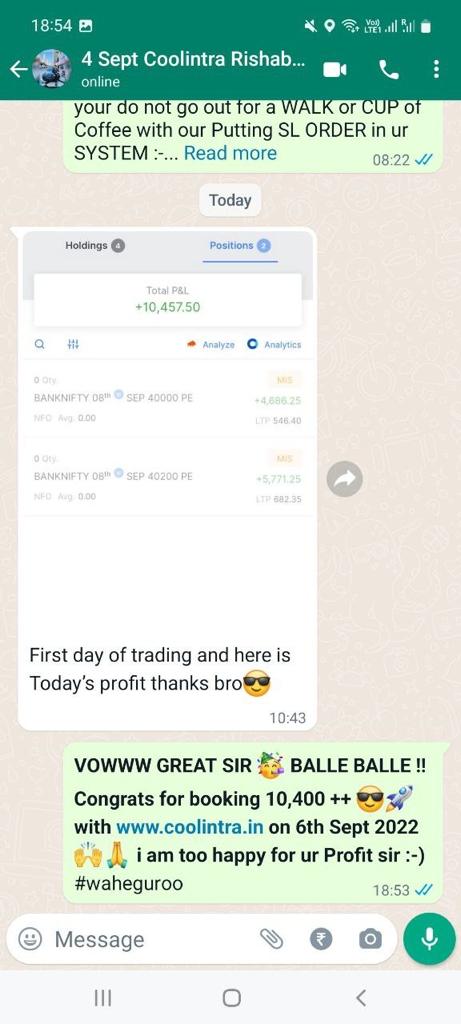 18:54
Vo))
LTE1
R
4 Sept Coolintra Rishab...
online
your do not go out for a WALK or CUP of
Coffee with our Putting SL ORDER in ur
SYSTEM :-... Read more
08:22
Today
Holdings 4
Positions 2
Total P&L
+10,457.50
Analyze
Analytics
0 Qty.
MIS
BANKNIFTY 08th W SEP 40000 PE
+4,686.25
NFO Avg. 0.00
LTP 546.40
0 Qty.
MIS
BANKNIFTY 08th W SEP 40200 PE
+5,771.25
NFO Avg. 0.00
LTP 682.35
First day of trading and here is
Today's profit thanks bro😎
10:43
VOWWW GREAT SIR 🥳 BALLE BALLE !!
Congrats for booking 10,400 ++ 😎🚀
with www.coolintra.in on 6th Sept 2022
🙌🙏 i am too happy for ur Profit sir :-)
#waheguroo
18:53
Message
₹